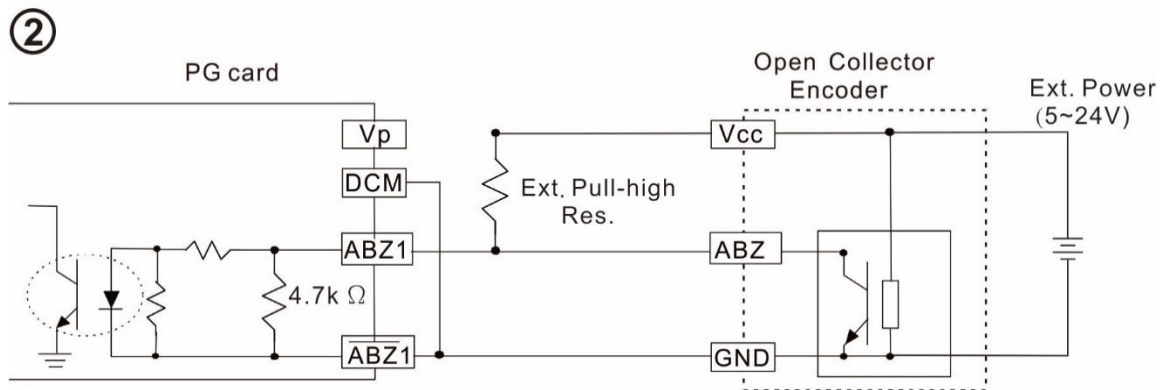 ②
PG card
Open Collector
Encoder
Ext. Power
(5~24V)
Vp
Vcc
DCM
Ext. Pull-high
Res.
ABZ1
ABZ
4.7k Ω
A̅B̅Z̅1̅
GND